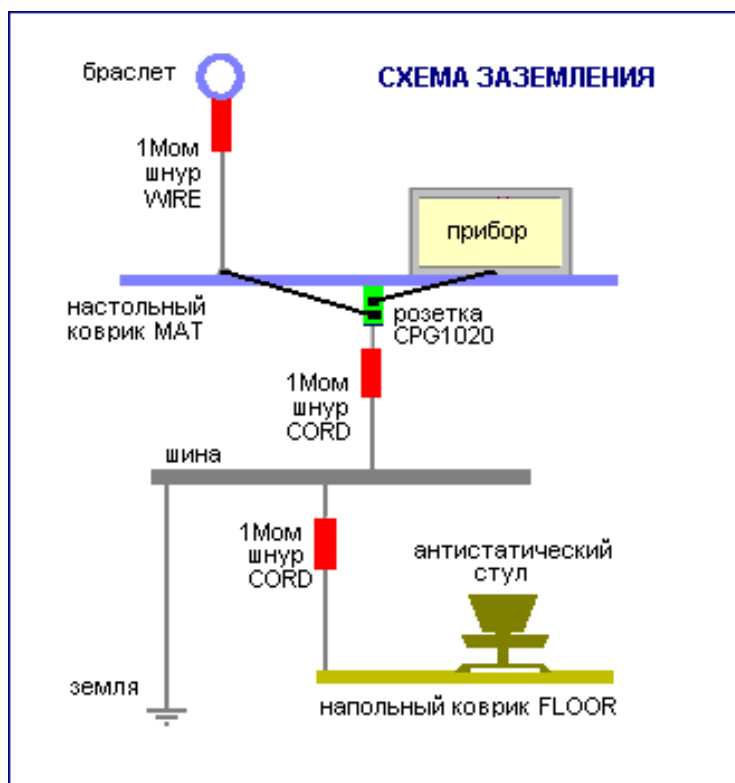 браслет
СХЕМА ЗАЗЕМЛЕНИЯ
1Мом
шнур
WIRE
прибор
настольный
коврик MAT
розетка
CPG1020
1Мом
шнур
CORD
шина
1Мом
шнур
CORD
антистатический
стул
земля
напольный коврик FLOOR